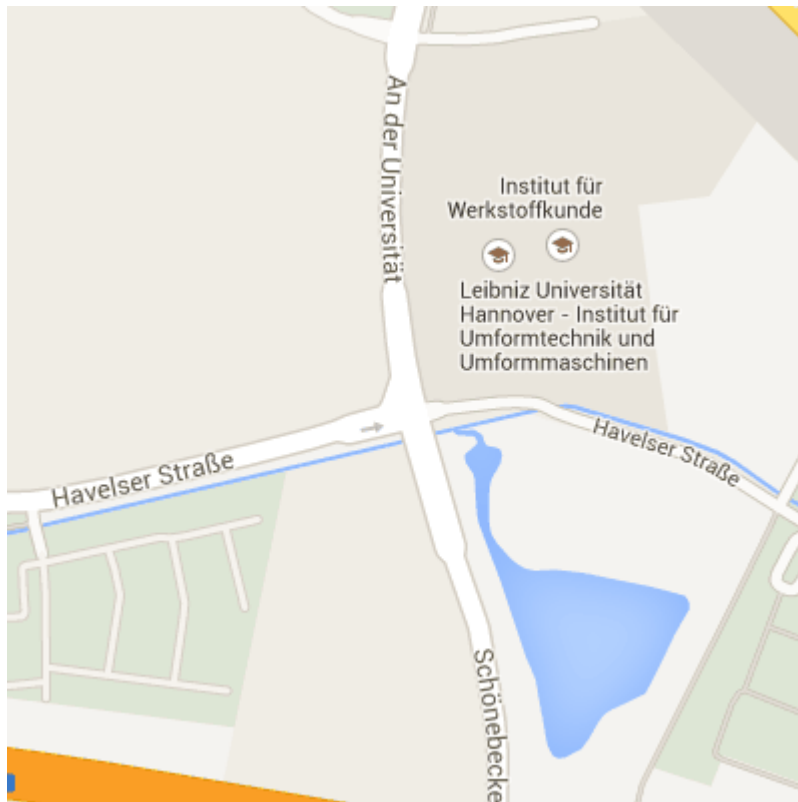 An der Universität
Institut für
Werkstoffkunde
Leibniz Universität
Hannover - Institut für
Umformtechnik und
Umformmaschinen
Havelser Straße
Havelser Straße
Schönebecke